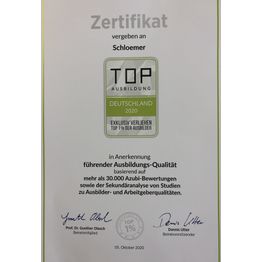 Zertifikat
vergeben an
Schloemer
TOP
AUSBILDUNG
DEUTSCHLAND
2020
EXKLUSIV VERLIEHEN
TOP 1% DER AUSBILDER
in Anerkennung
führender Ausbildungs-Qualität
basierend auf
mehr als 30.000 Azubi-Bewertungen
sowie der Sekundäranalyse von Studien
zu Ausbilder- und Arbeitgeberqualitäten.
TOP
1%
Prof. Dr. Gunther Olesch
Beiratsmitglied
Dennis Utter
Beiratsvorsitzender
05. Oktober 2020